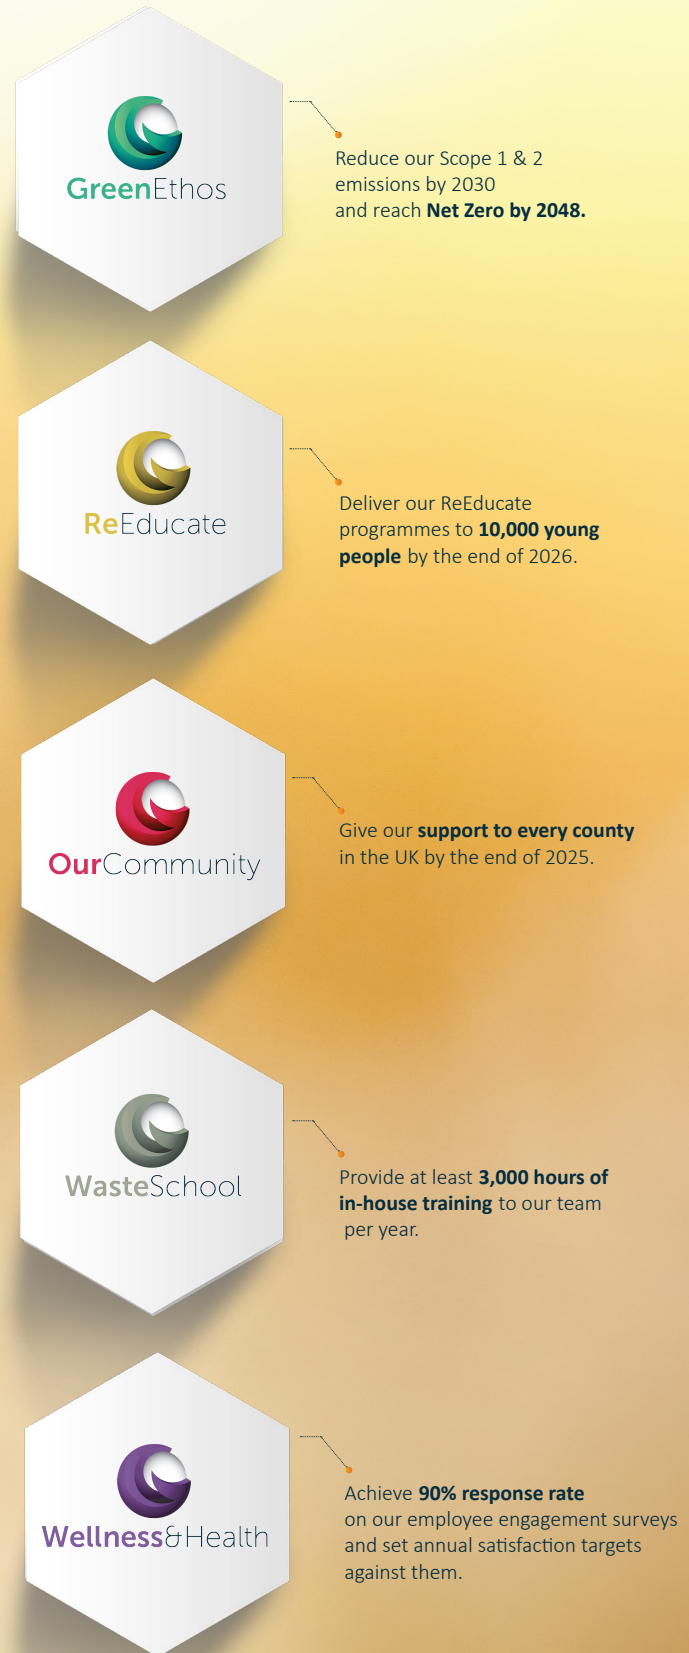 GreenEthos
Reduce our Scope 1 & 2
emissions by 2030
and reach Net Zero by 2048.
ReEducate
Deliver our ReEducate
programmes to 10,000 young
people by the end of 2026.
OurCommunity
Give our support to every county
in the UK by the end of 2025.
WasteSchool
Provide at least 3,000 hours of
in-house training to our team
per year.
Wellness&Health
Achieve 90% response rate
on our employee engagement surveys
and set annual satisfaction targets
against them.